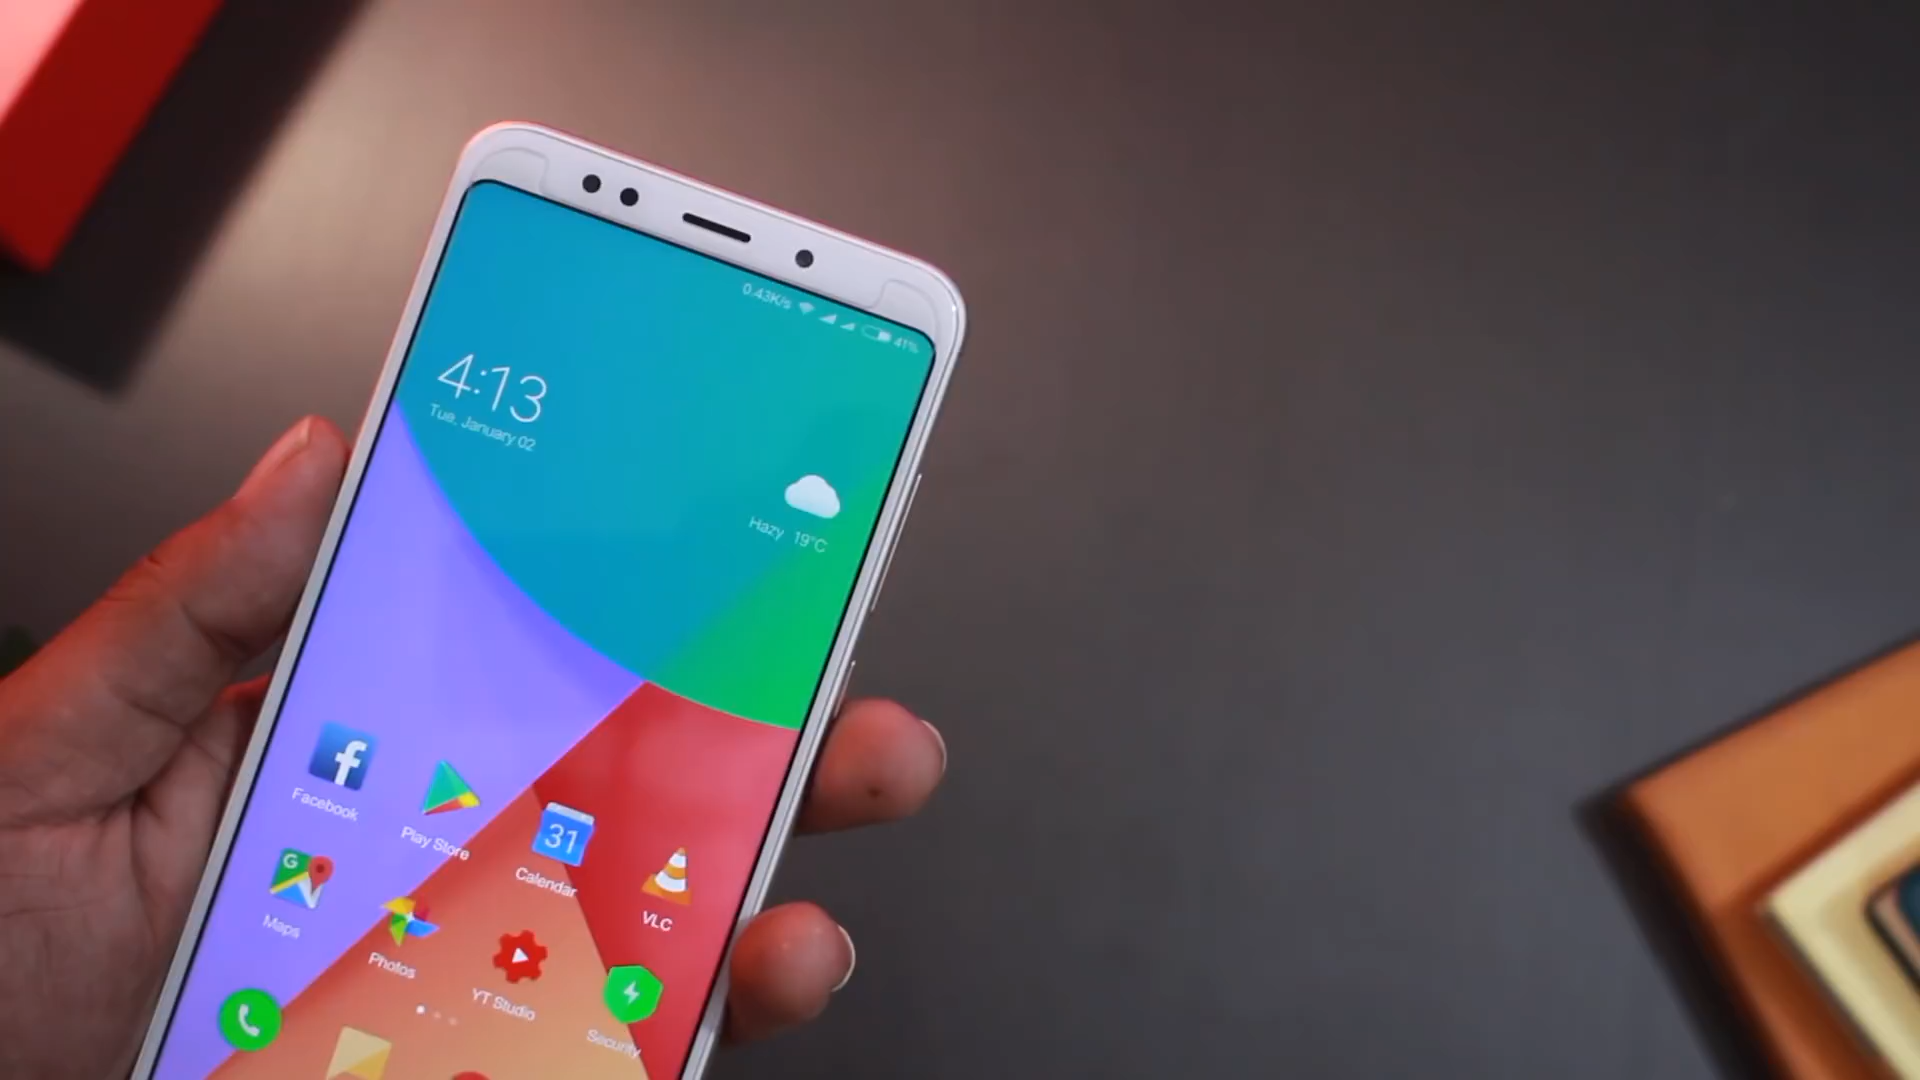 0.43K/s 41%
4:13
Tue, January 02
Hazy 19°C
f
Facebook
Play Store
31
Calendar
VLC
G
Maps
Photos
YT Studio
Security